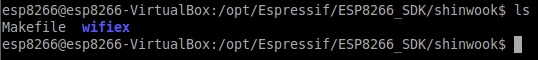 esp8266@esp8266-VirtualBox:/opt/Espressif/ESP8266_SDK/shinwook$ ls
Makefile  wifiex
esp8266@esp8266-VirtualBox:/opt/Espressif/ESP8266_SDK/shinwook$